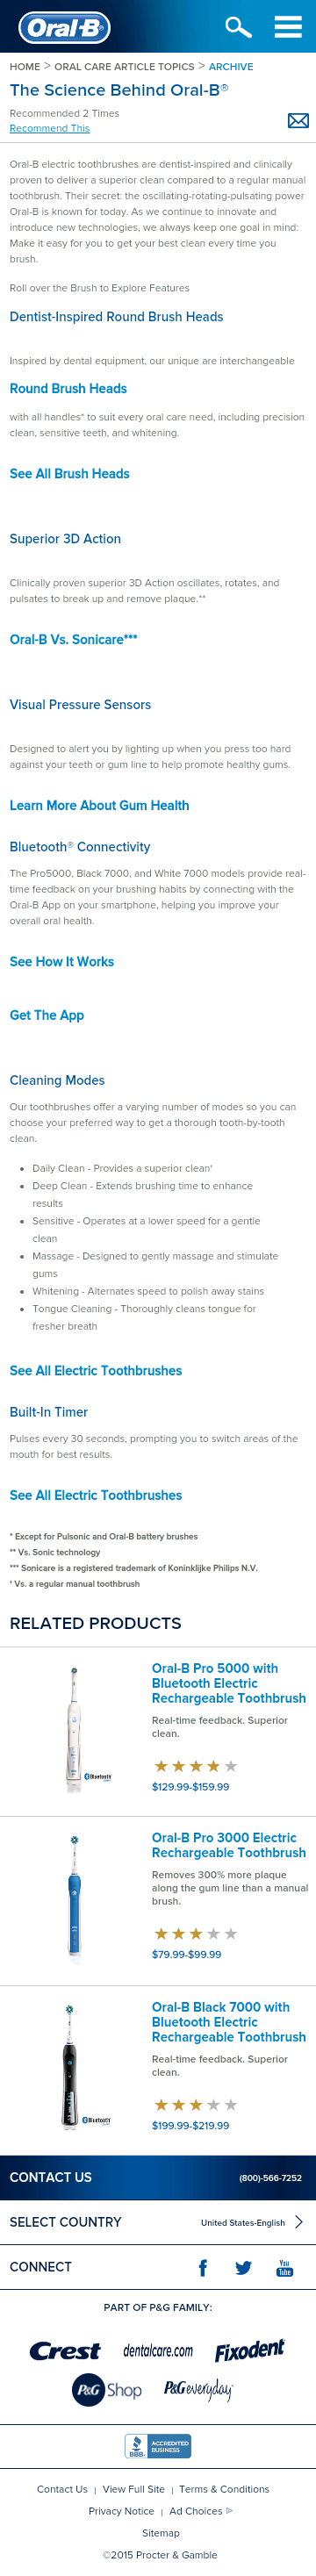 Oral-B
HOME > ORAL CARE ARTICLE TOPICS > ARCHIVE
The Science Behind Oral-B®
Recommended 2 Times
Recommend This
Oral-B electric toothbrushes are dentist-inspired and clinically
proven to deliver a superior clean compared to a regular manual
toothbrush. Their secret: the oscillating-rotating-pulsating power
Oral-B is known for today. As we continue to innovate and
introduce new technologies, we always keep one goal in mind:
Make it easy for you to get your best clean every time you
brush.
Roll over the Brush to Explore Features
Dentist-Inspired Round Brush Heads
Inspired by dental equipment, our unique are interchangeable
Round Brush Heads
with all handles* to suit every oral care need, including precision
clean, sensitive teeth, and whitening.
See All Brush Heads
Superior 3D Action
Clinically proven superior 3D Action oscillates, rotates, and
pulsates to break up and remove plaque.**
Oral-B Vs. Sonicare***
Visual Pressure Sensors
Designed to alert you by lighting up when you press too hard
against your teeth or gum line to help promote healthy gums.
Learn More About Gum Health
Bluetooth® Connectivity
The Pro5000, Black 7000, and White 7000 models provide real-
time feedback on your brushing habits by connecting with the
Oral-B App on your smartphone, helping you improve your
overall oral health.
See How It Works
Get The App
Cleaning Modes
Our toothbrushes offer a varying number of modes so you can
choose your preferred way to get a thorough tooth-by-tooth
clean.
• Daily Clean - Provides a superior clean†
• Deep Clean - Extends brushing time to enhance
results
• Sensitive - Operates at a lower speed for a gentle
clean
• Massage - Designed to gently massage and stimulate
gums
• Whitening - Alternates speed to polish away stains
• Tongue Cleaning - Thoroughly cleans tongue for
fresher breath
See All Electric Toothbrushes
Built-In Timer
Pulses every 30 seconds, prompting you to switch areas of the
mouth for best results.
See All Electric Toothbrushes
* Except for Pulsonic and Oral-B battery brushes
** Vs. Sonic technology
*** Sonicare is a registered trademark of Koninklijke Philips N.V.
† Vs. a regular manual toothbrush
RELATED PRODUCTS
Oral-B Pro 5000 with
Bluetooth Electric
Rechargeable Toothbrush
Real-time feedback. Superior
clean.
Bluetooth
$129.99-$159.99
Oral-B Pro 3000 Electric
Rechargeable Toothbrush
Removes 300% more plaque
along the gum line than a manual
brush.
$79.99-$99.99
Oral-B Black 7000 with
Bluetooth Electric
Rechargeable Toothbrush
Real-time feedback. Superior
clean.
Bluetooth
$199.99-$219.99
CONTACT US (800)-566-7252
SELECT COUNTRY United States-English
CONNECT You Tube
PART OF P&G FAMILY:
Crest dentalcare.com Fixodent
P&G Shop P&G everyday
BBB ACCREDITED BUSINESS
Contact Us | View Full Site | Terms & Conditions
Privacy Notice | Ad Choices
Sitemap
©2015 Procter & Gamble